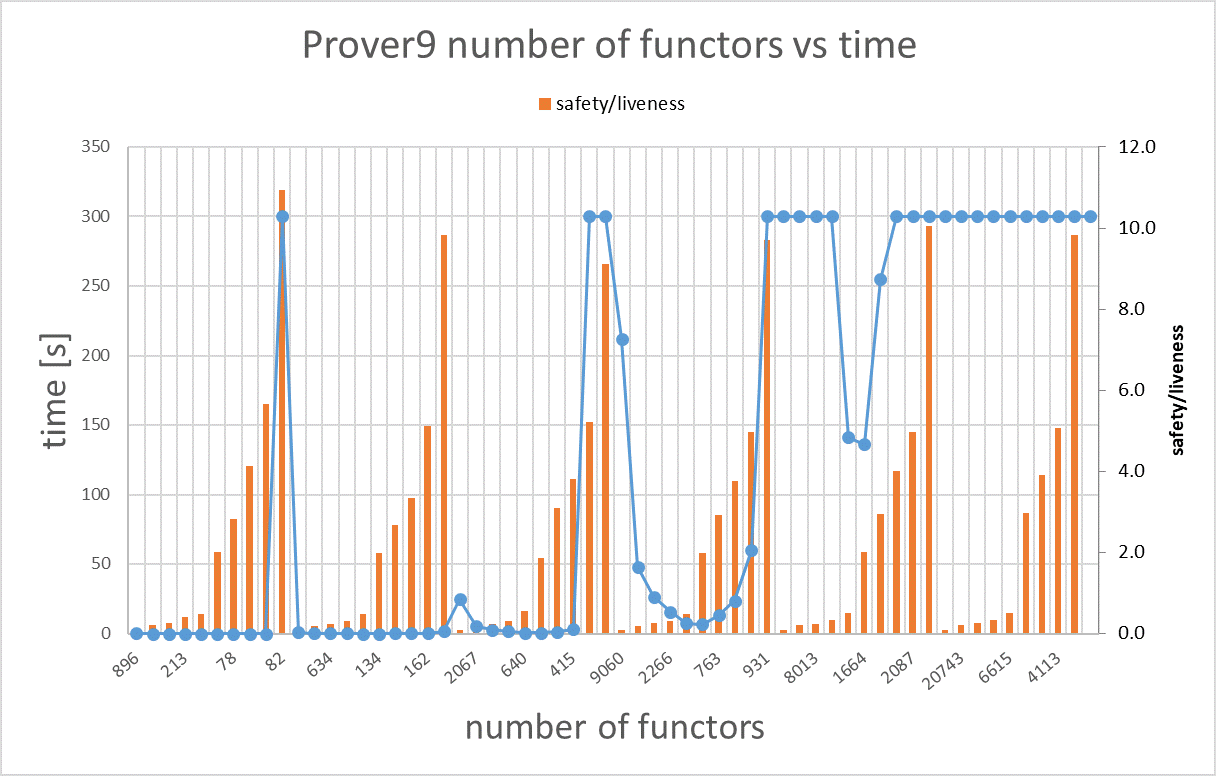 Prover9 number of functors vs time
safety/liveness
350
300
250
200
150
100
50
0
time [s]
12.0
10.0
8.0
6.0
4.0
2.0
0.0
safety/liveness
896 213 78 82 634 134 162 2067 640 415 9060 2266 763 931 8013 1664 2087 20743 6615 4113
number of functors